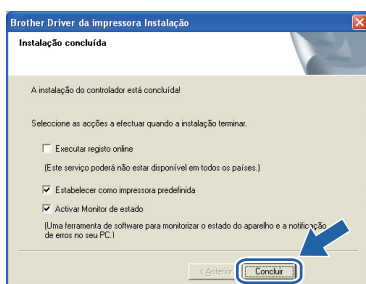 Brother Driver da impressora Instalação
Instalação concluída
A instalação do controlador está concluída!
Seleccione as acções a efectuar quando a instalação terminar.
Executar registo online
(Este serviço poderá não estar disponível em todos os países.)
Estabelecer como impressora predefinida
Activar Monitor de estado
(Uma ferramenta de software para monitorizar o estado do aparelho e a notificação
de erros no seu PC.)
< Anterior
Concluir